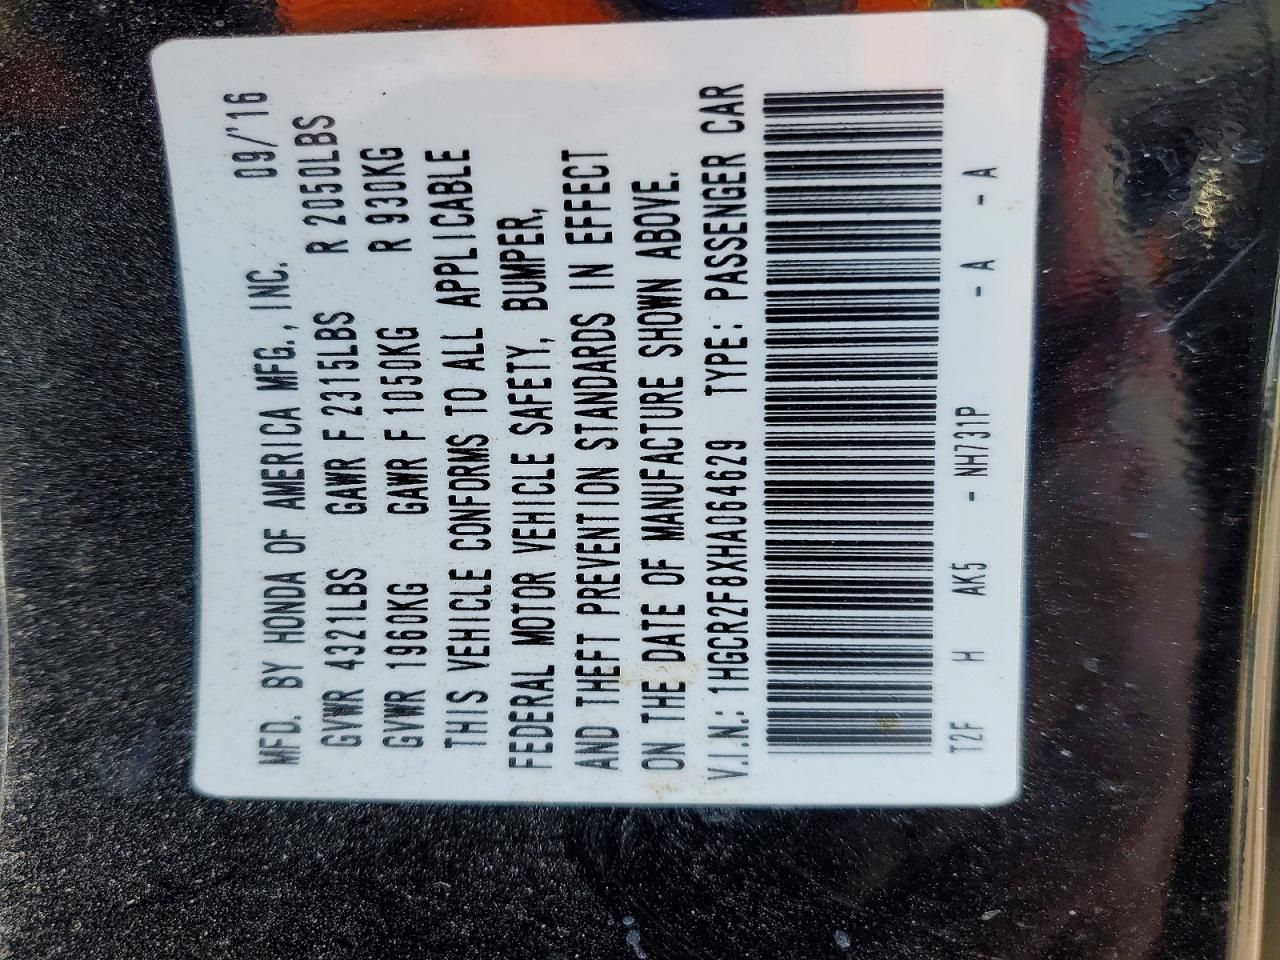 MFD. BY HONDA OF AMERICA MFG., INC. 09/'16
GVWR 4321LBS GAWR F 2315LBS R 2050LBS
GVWR 1960KG GAWR F 1050KG R 930KG
THIS VEHICLE CONFORMS TO ALL APPLICABLE
FEDERAL MOTOR VEHICLE SAFETY, BUMPER,
AND THEFT PREVENTION STANDARDS IN EFFECT
ON THE DATE OF MANUFACTURE SHOWN ABOVE.
V.I.N.: 1HGCR2F8XHA064629 TYPE: PASSENGER CAR
T2F H AK5 - NH731P - A - A